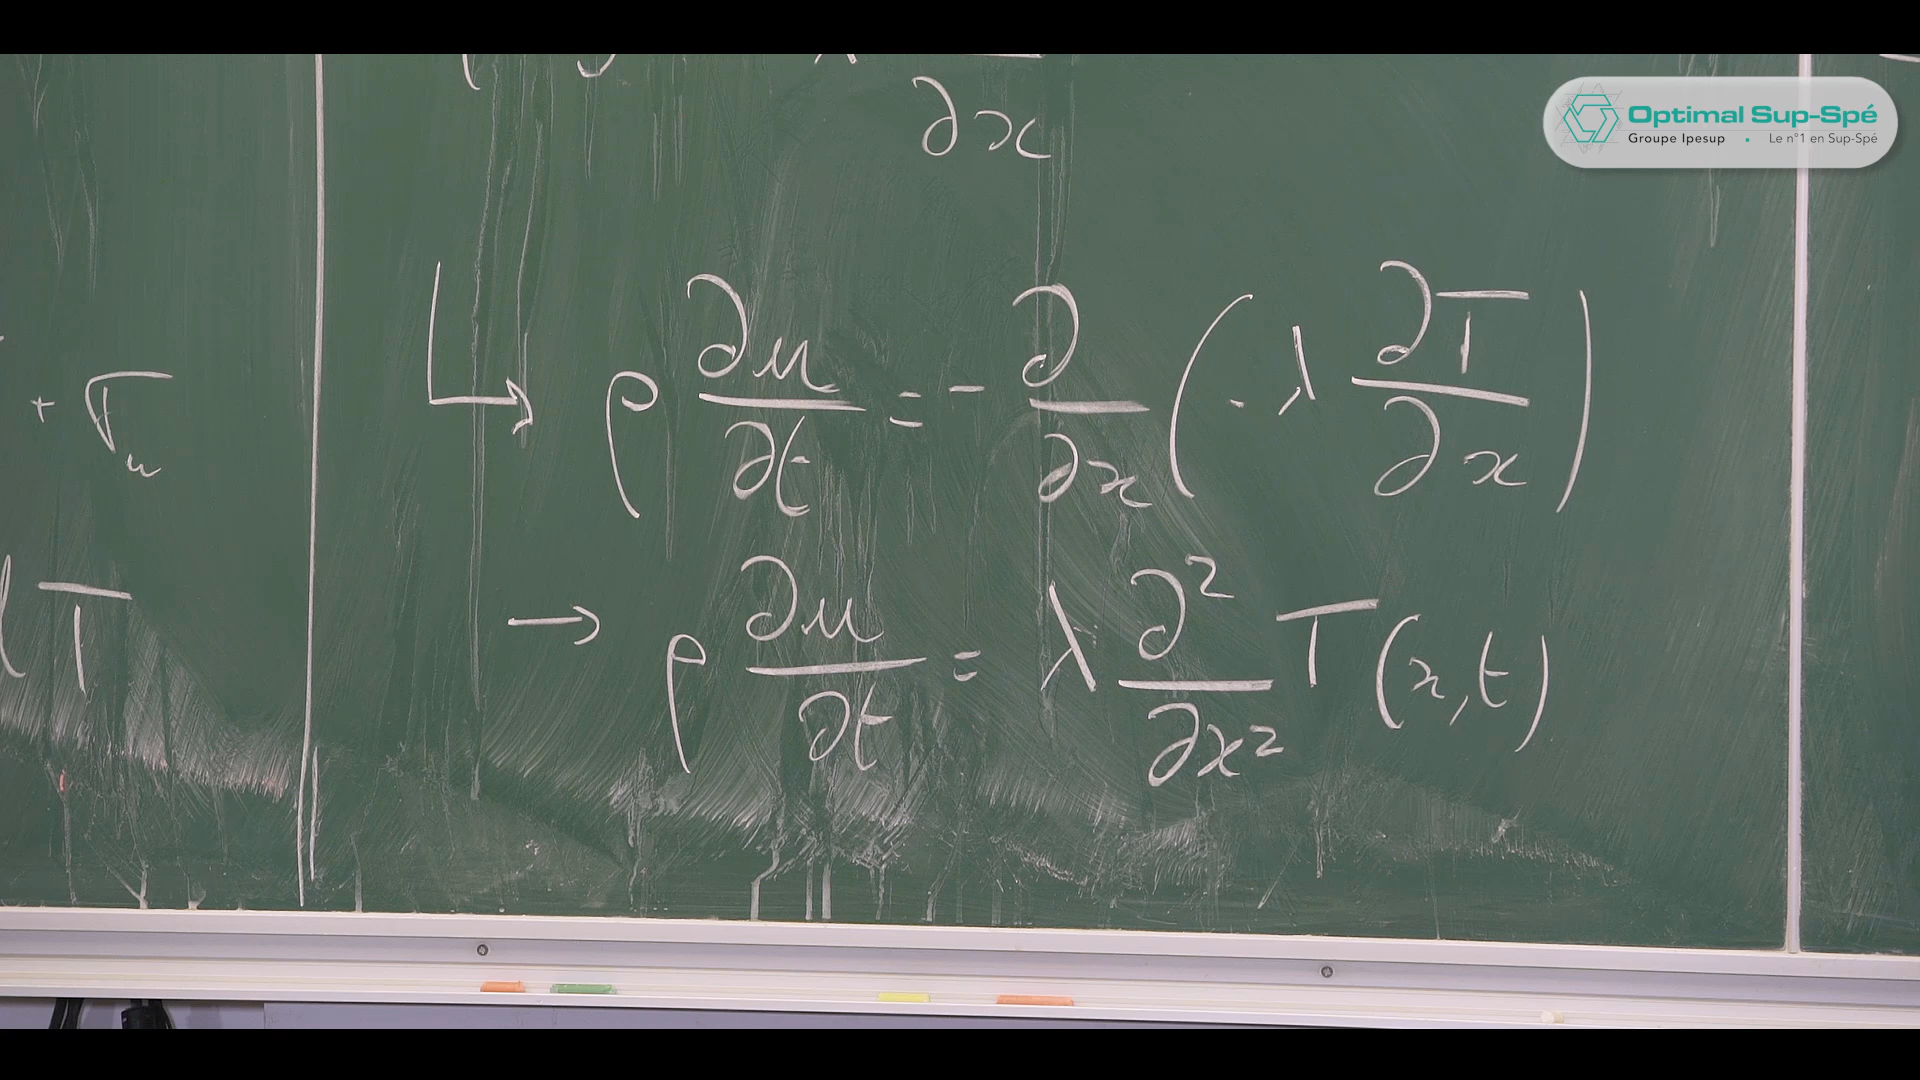 ∂x
Optimal Sup-Spé
Groupe Ipesup · Le n°1 en Sup-Spé
ρ ∂u/∂t = - ∂/∂x (-λ ∂T/∂x)
→ ρ ∂u/∂t = λ ∂²/∂x² T(x,t)